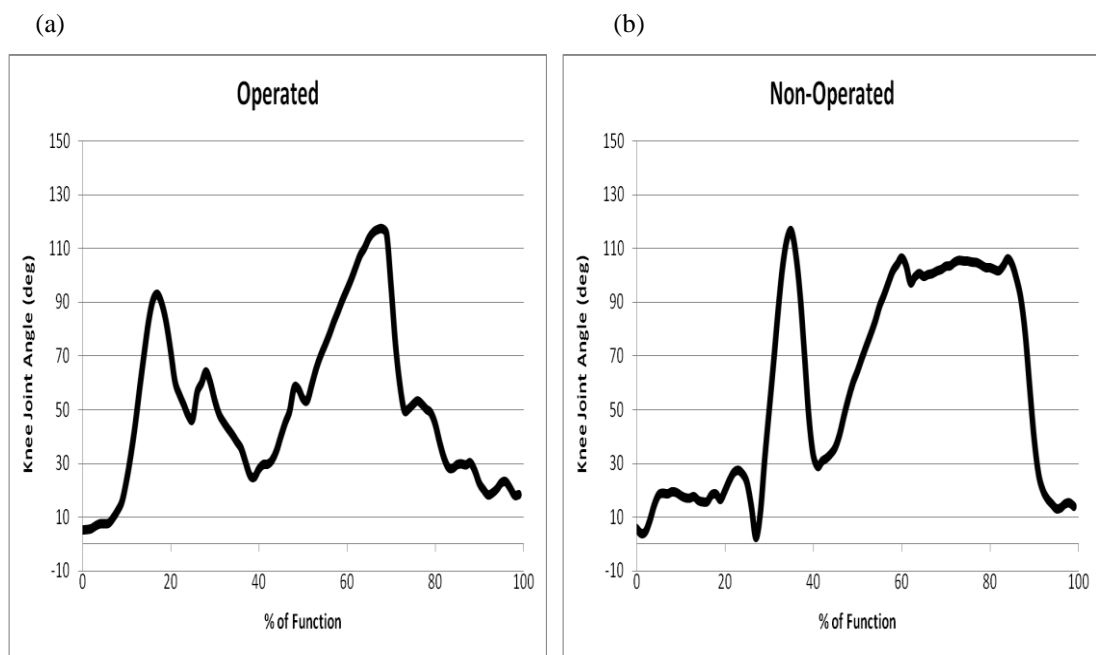 (a)
Operated
150
130
110
90
70
50
30
10
-10
Knee Joint Angle (deg)
0 20 40 60 80 100
% of Function
(b)
Non-Operated
150
130
110
90
70
50
30
10
-10
Knee Joint Angle (deg)
0 20 40 60 80 100
% of Function